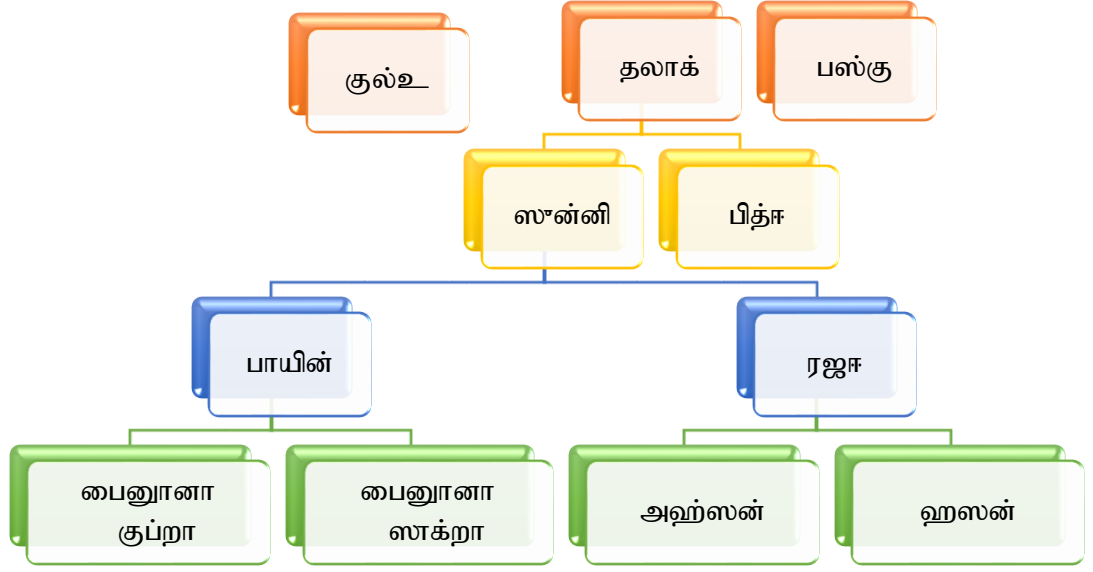 குல்உ
தலாக்
பஸ்கு
ஸுன்னி
பித்ஈ
பாயின்
ரஜஈ
பைனூனா
குப்றா
பைனூனா
ஸுக்றா
அஹ்ஸன்
ஹஸன்